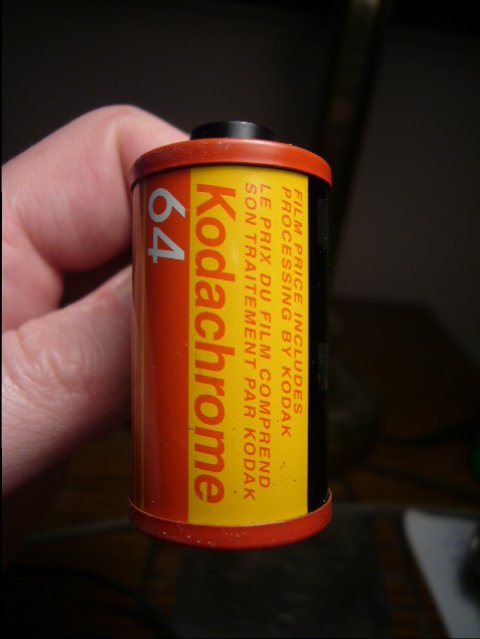 FILM PRICE INCLUDES
PROCESSING BY KODAK
LE PRIX DU FILM COMPREND
SON TRAITEMENT PAR KODAK
Kodachrome
64